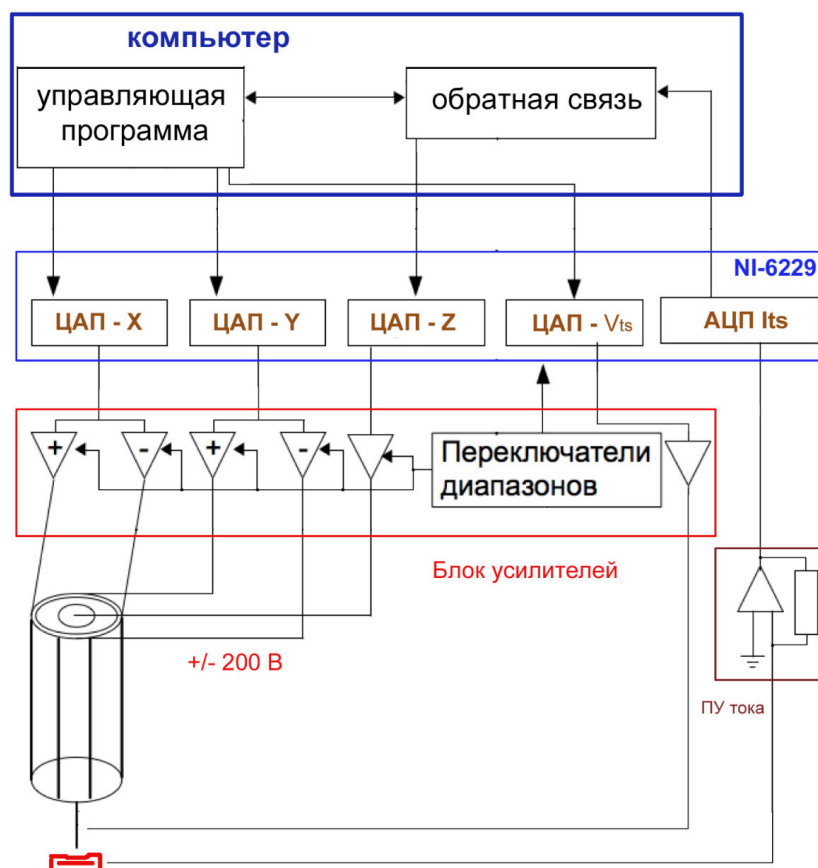 компьютер
управляющая
программа
обратная связь
NI-6229
ЦАП - X
ЦАП - Y
ЦАП - Z
ЦАП - Vts
АЦП Its
+
-
+
-
Переключатели
диапазонов
Блок усилителей
+/- 200 В
ПУ тока